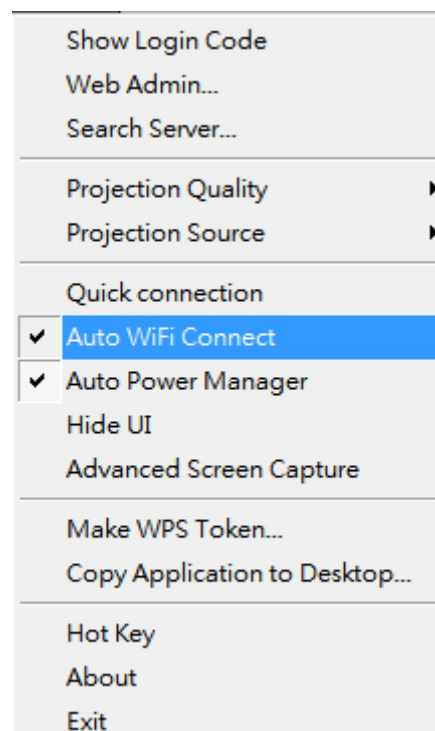 Show Login Code
Web Admin...
Search Server...
Projection Quality
Projection Source
Quick connection
Auto WiFi Connect
Auto Power Manager
Hide UI
Advanced Screen Capture
Make WPS Token...
Copy Application to Desktop...
Hot Key
About
Exit